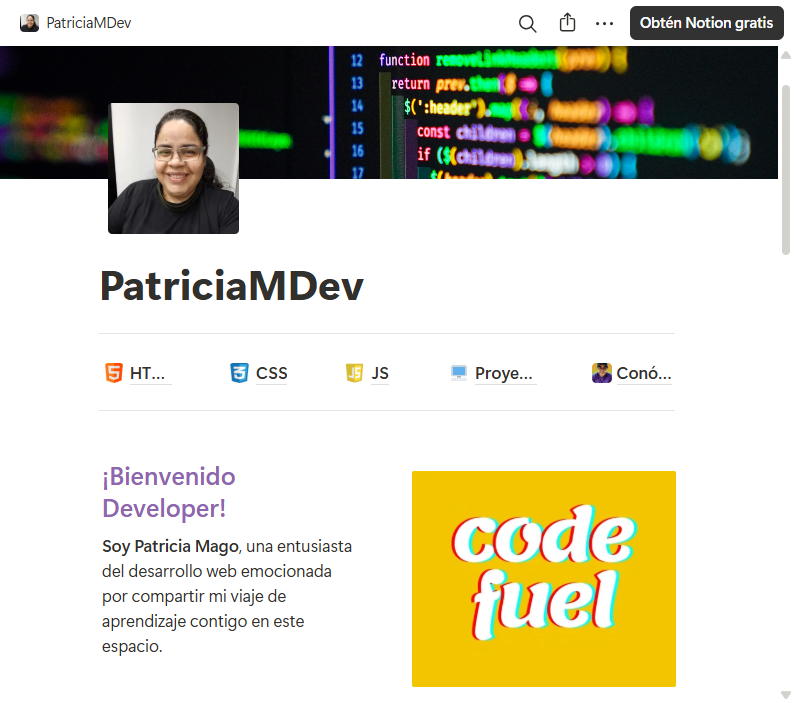 PatriciaMDev
Obtén Notion gratis
12 function
13 return prev.then
14 $(':header")
15 const children
16 if ($(children).
17
PatriciaMDev
HT...
CSS
JS
Proye...
Conó...
¡Bienvenido
Developer!
Soy Patricia Mago, una entusiasta
del desarrollo web emocionada
por compartir mi viaje de
aprendizaje contigo en este
espacio.
code
fuel